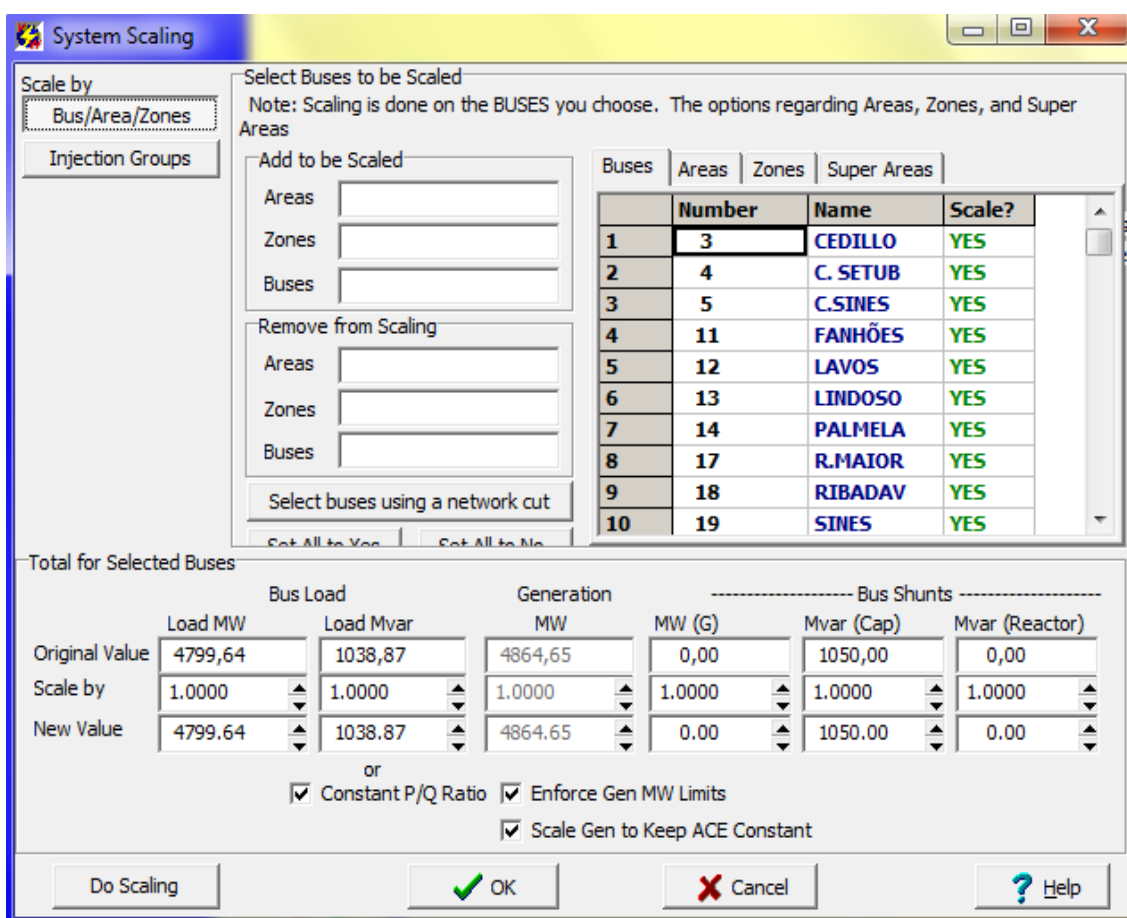 System Scaling
Scale by
Bus/Area/Zones
Injection Groups
Select Buses to be Scaled
Note: Scaling is done on the BUSES you choose. The options regarding Areas, Zones, and Super
Areas
Add to be Scaled
Areas
Zones
Buses
Remove from Scaling
Areas
Zones
Buses
Select buses using a network cut
Set All to Yes Set All to No
Buses Areas Zones Super Areas
Number Name Scale?
1 3 CEDILLO YES
2 4 C. SETUB YES
3 5 C.SINES YES
4 11 FANHÕES YES
5 12 LAVOS YES
6 13 LINDOSO YES
7 14 PALMELA YES
8 17 R.MAIOR YES
9 18 RIBADAV YES
10 19 SINES YES
Total for Selected Buses
Bus Load Generation -------------------- Bus Shunts --------------------
Load MW Load Mvar MW MW (G) Mvar (Cap) Mvar (Reactor)
Original Value 4799,64 1038,87 4864,65 0,00 1050,00 0,00
Scale by 1.0000 1.0000 1.0000 1.0000 1.0000 1.0000
New Value 4799.64 1038.87 4864.65 0.00 1050.00 0.00
or
Constant P/Q Ratio Enforce Gen MW Limits
Scale Gen to Keep ACE Constant
Do Scaling OK Cancel ? Help